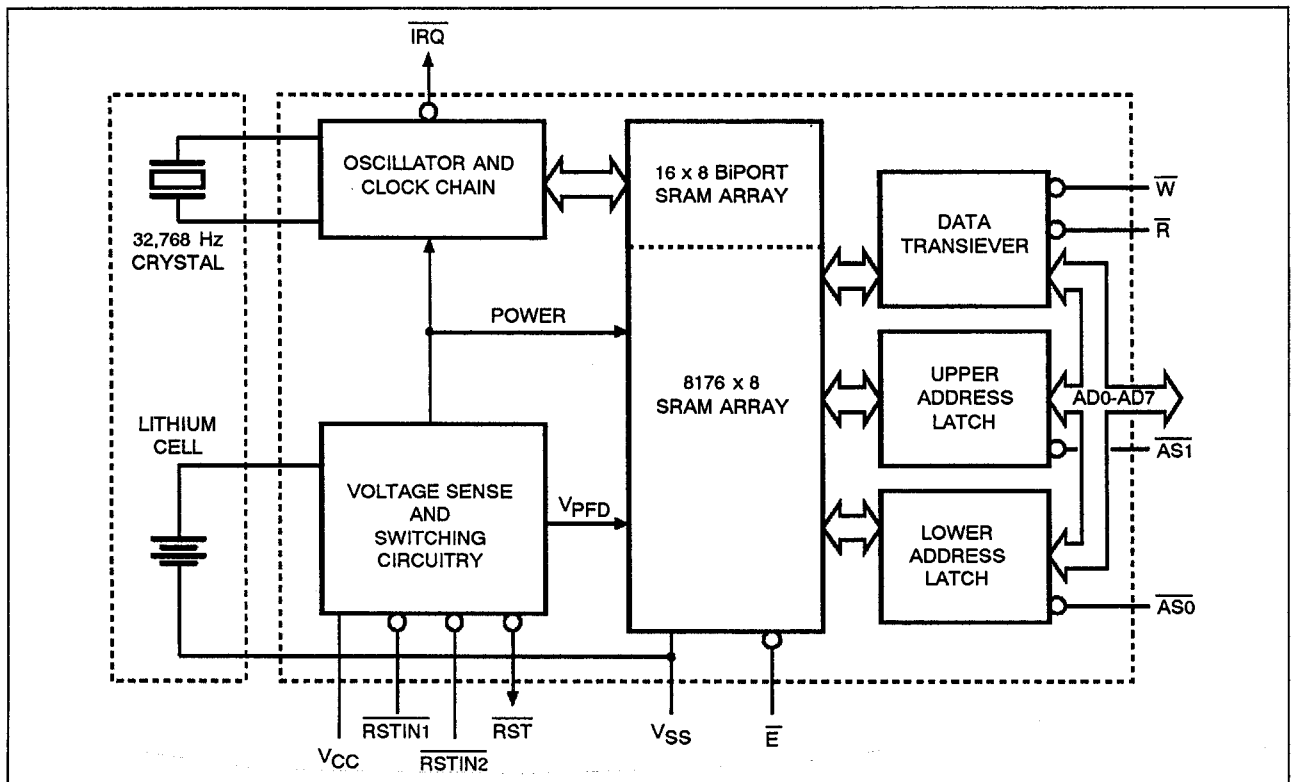 IRQ
OSCILLATOR AND
CLOCK CHAIN
32,768 Hz
CRYSTAL
16 x 8 BiPORT
SRAM ARRAY
DATA
TRANSIEVER
W
R
POWER
8176 x 8
SRAM ARRAY
UPPER
ADDRESS
LATCH
AD0-AD7
AS1
LITHIUM
CELL
VOLTAGE SENSE
AND
SWITCHING
CIRCUITRY
VPFD
LOWER
ADDRESS
LATCH
AS0
VCC
RSTIN1
RSTIN2
RST
VSS
E